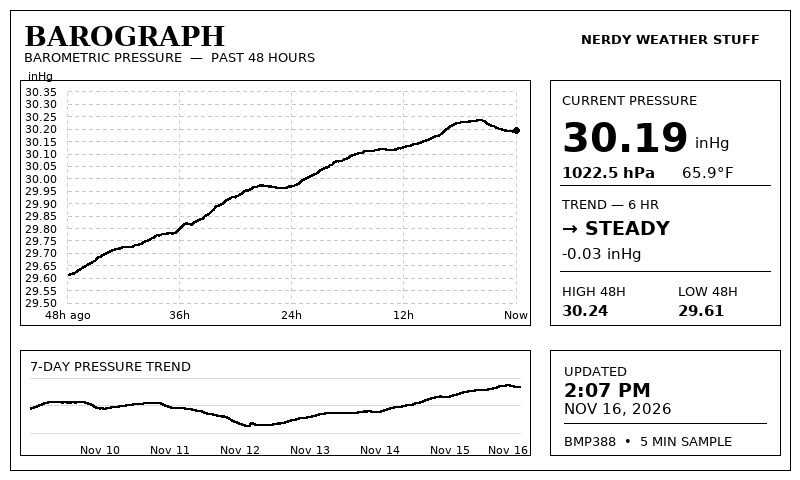 BAROGRAPH
BAROMETRIC PRESSURE — PAST 48 HOURS
NERDY WEATHER STUFF
inHg
30.35
30.30
30.25
30.20
30.15
30.10
30.05
30.00
29.95
29.90
29.85
29.80
29.75
29.70
29.65
29.60
29.55
29.50
48h ago 36h 24h 12h Now
CURRENT PRESSURE
30.19 inHg
1022.5 hPa 65.9°F
TREND — 6 HR
→ STEADY
-0.03 inHg
HIGH 48H LOW 48H
30.24 29.61
7-DAY PRESSURE TREND
Nov 10 Nov 11 Nov 12 Nov 13 Nov 14 Nov 15 Nov 16
UPDATED
2:07 PM
NOV 16, 2026
BMP388 • 5 MIN SAMPLE